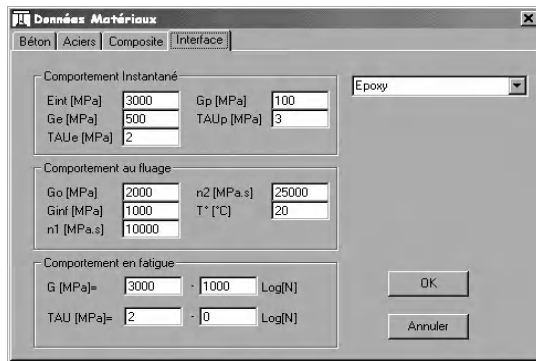 Données Matériaux
Béton Aciers Composite Interface
Comportement Instantané
Eint [MPa] 3000 Gp [MPa] 100
Ge [MPa] 500 TAUp [MPa] 3
TAUe [MPa] 2
Epoxy
Comportement au fluage
Go [MPa] 2000 n2 [MPa.s] 25000
Ginf [MPa] 1000 T° [°C] 20
n1 [MPa.s] 10000
Comportement en fatigue
G [MPa]= 3000 - 1000 Log[N]
TAU [MPa]= 2 - 0 Log[N]
OK
Annuler